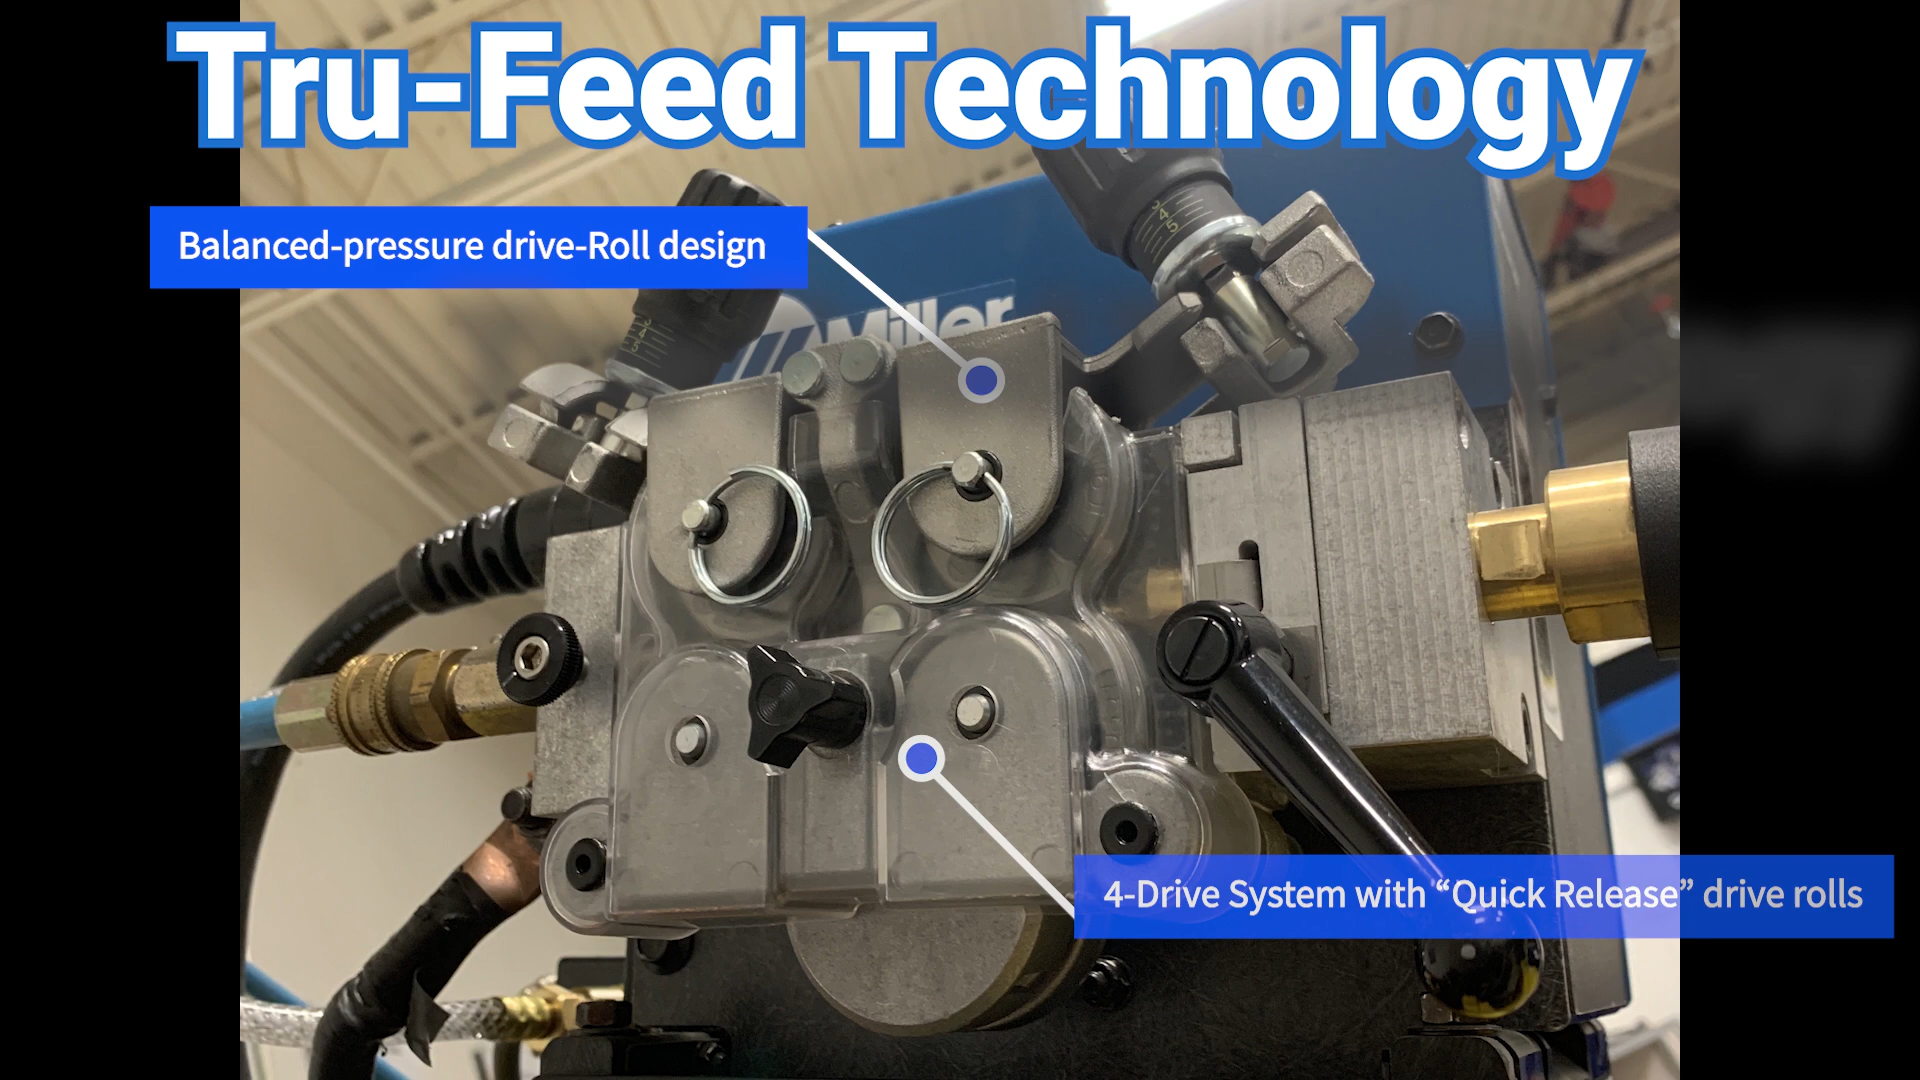 Tru-Feed Technology
Balanced-pressure drive-Roll design
Miller
4-Drive System with “Quick Release” drive rolls